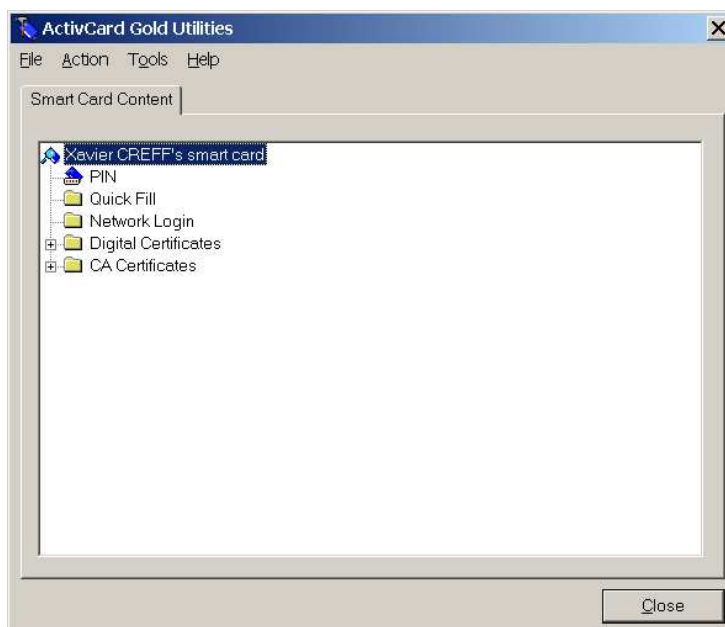 ActivCard Gold Utilities
File Action Tools Help
Smart Card Content
Xavier CREFF's smart card
PIN
Quick Fill
Network Login
Digital Certificates
CA Certificates
Close